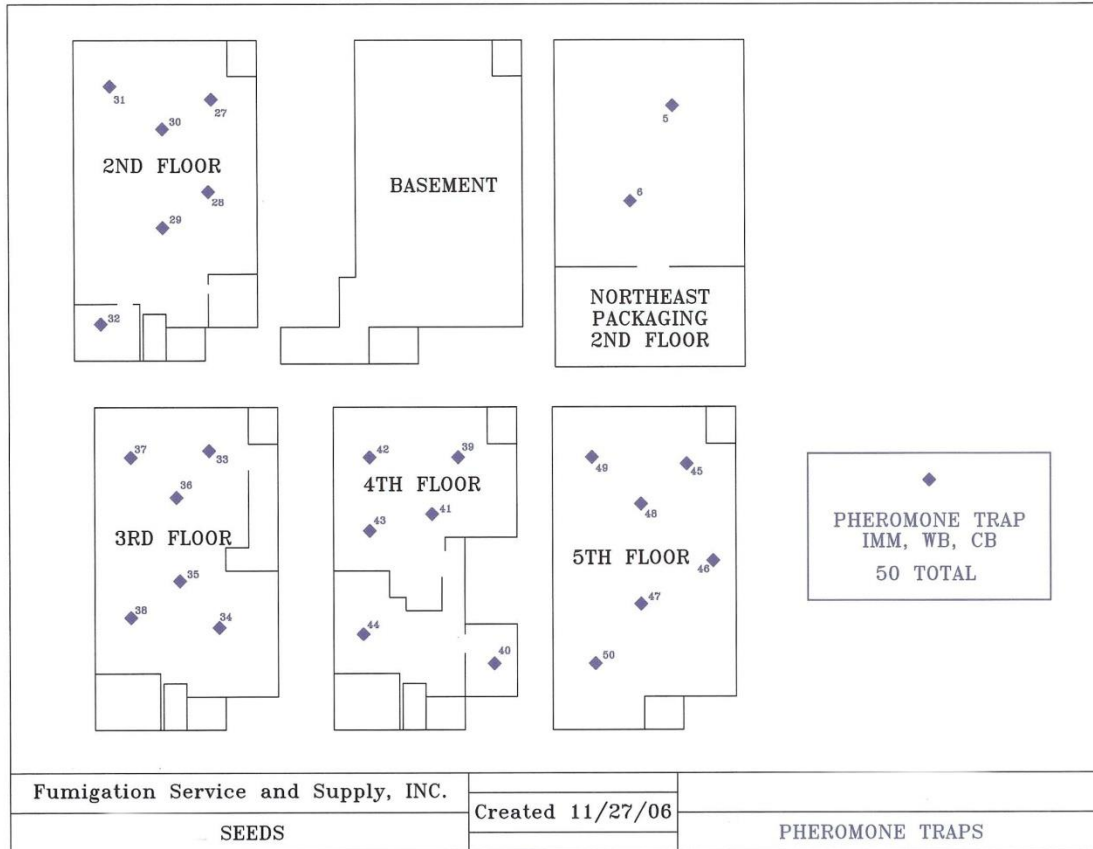 31
27
30
2ND FLOOR
28
29
32
BASEMENT
5
6
NORTHEAST
PACKAGING
2ND FLOOR
37
33
36
3RD FLOOR
35
38
34
42
39
4TH FLOOR
43
41
44
40
49
45
48
5TH FLOOR
46
47
50
PHEROMONE TRAP
IMM, WB, CB
50 TOTAL
Fumigation Service and Supply, INC.
SEEDS
Created 11/27/06
PHEROMONE TRAPS